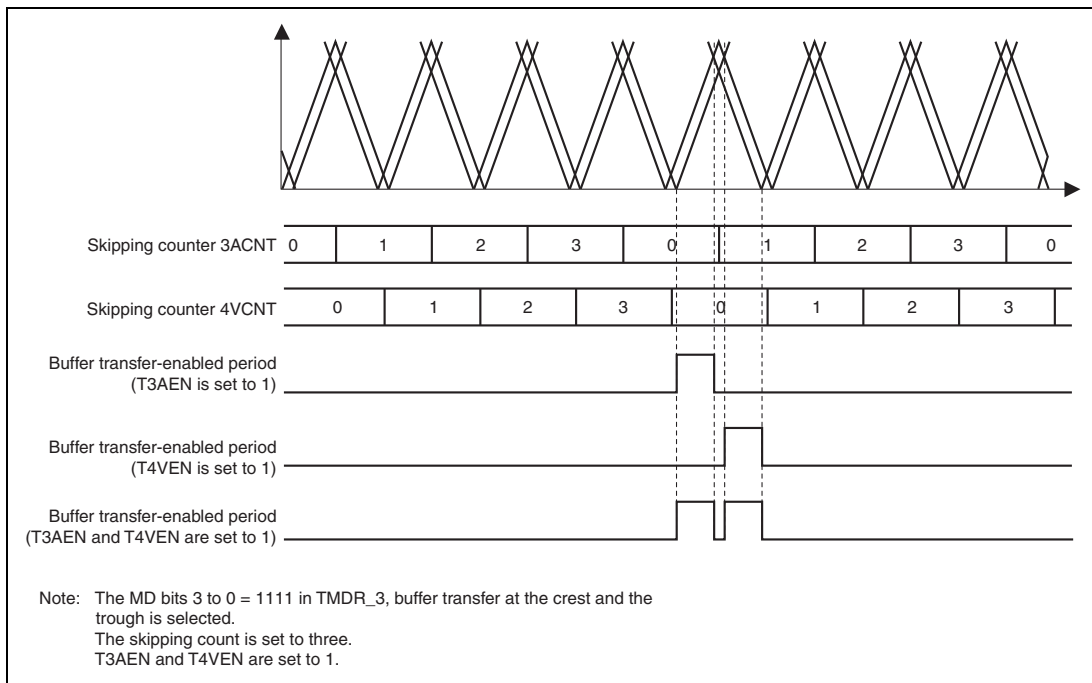 Skipping counter 3ACNT 0 1 2 3 0 1 2 3 0
Skipping counter 4VCNT 0 1 2 3 0 1 2 3
Buffer transfer-enabled period
(T3AEN is set to 1)
Buffer transfer-enabled period
(T4VEN is set to 1)
Buffer transfer-enabled period
(T3AEN and T4VEN are set to 1)
Note: The MD bits 3 to 0 = 1111 in TMDR_3, buffer transfer at the crest and the
trough is selected.
The skipping count is set to three.
T3AEN and T4VEN are set to 1.